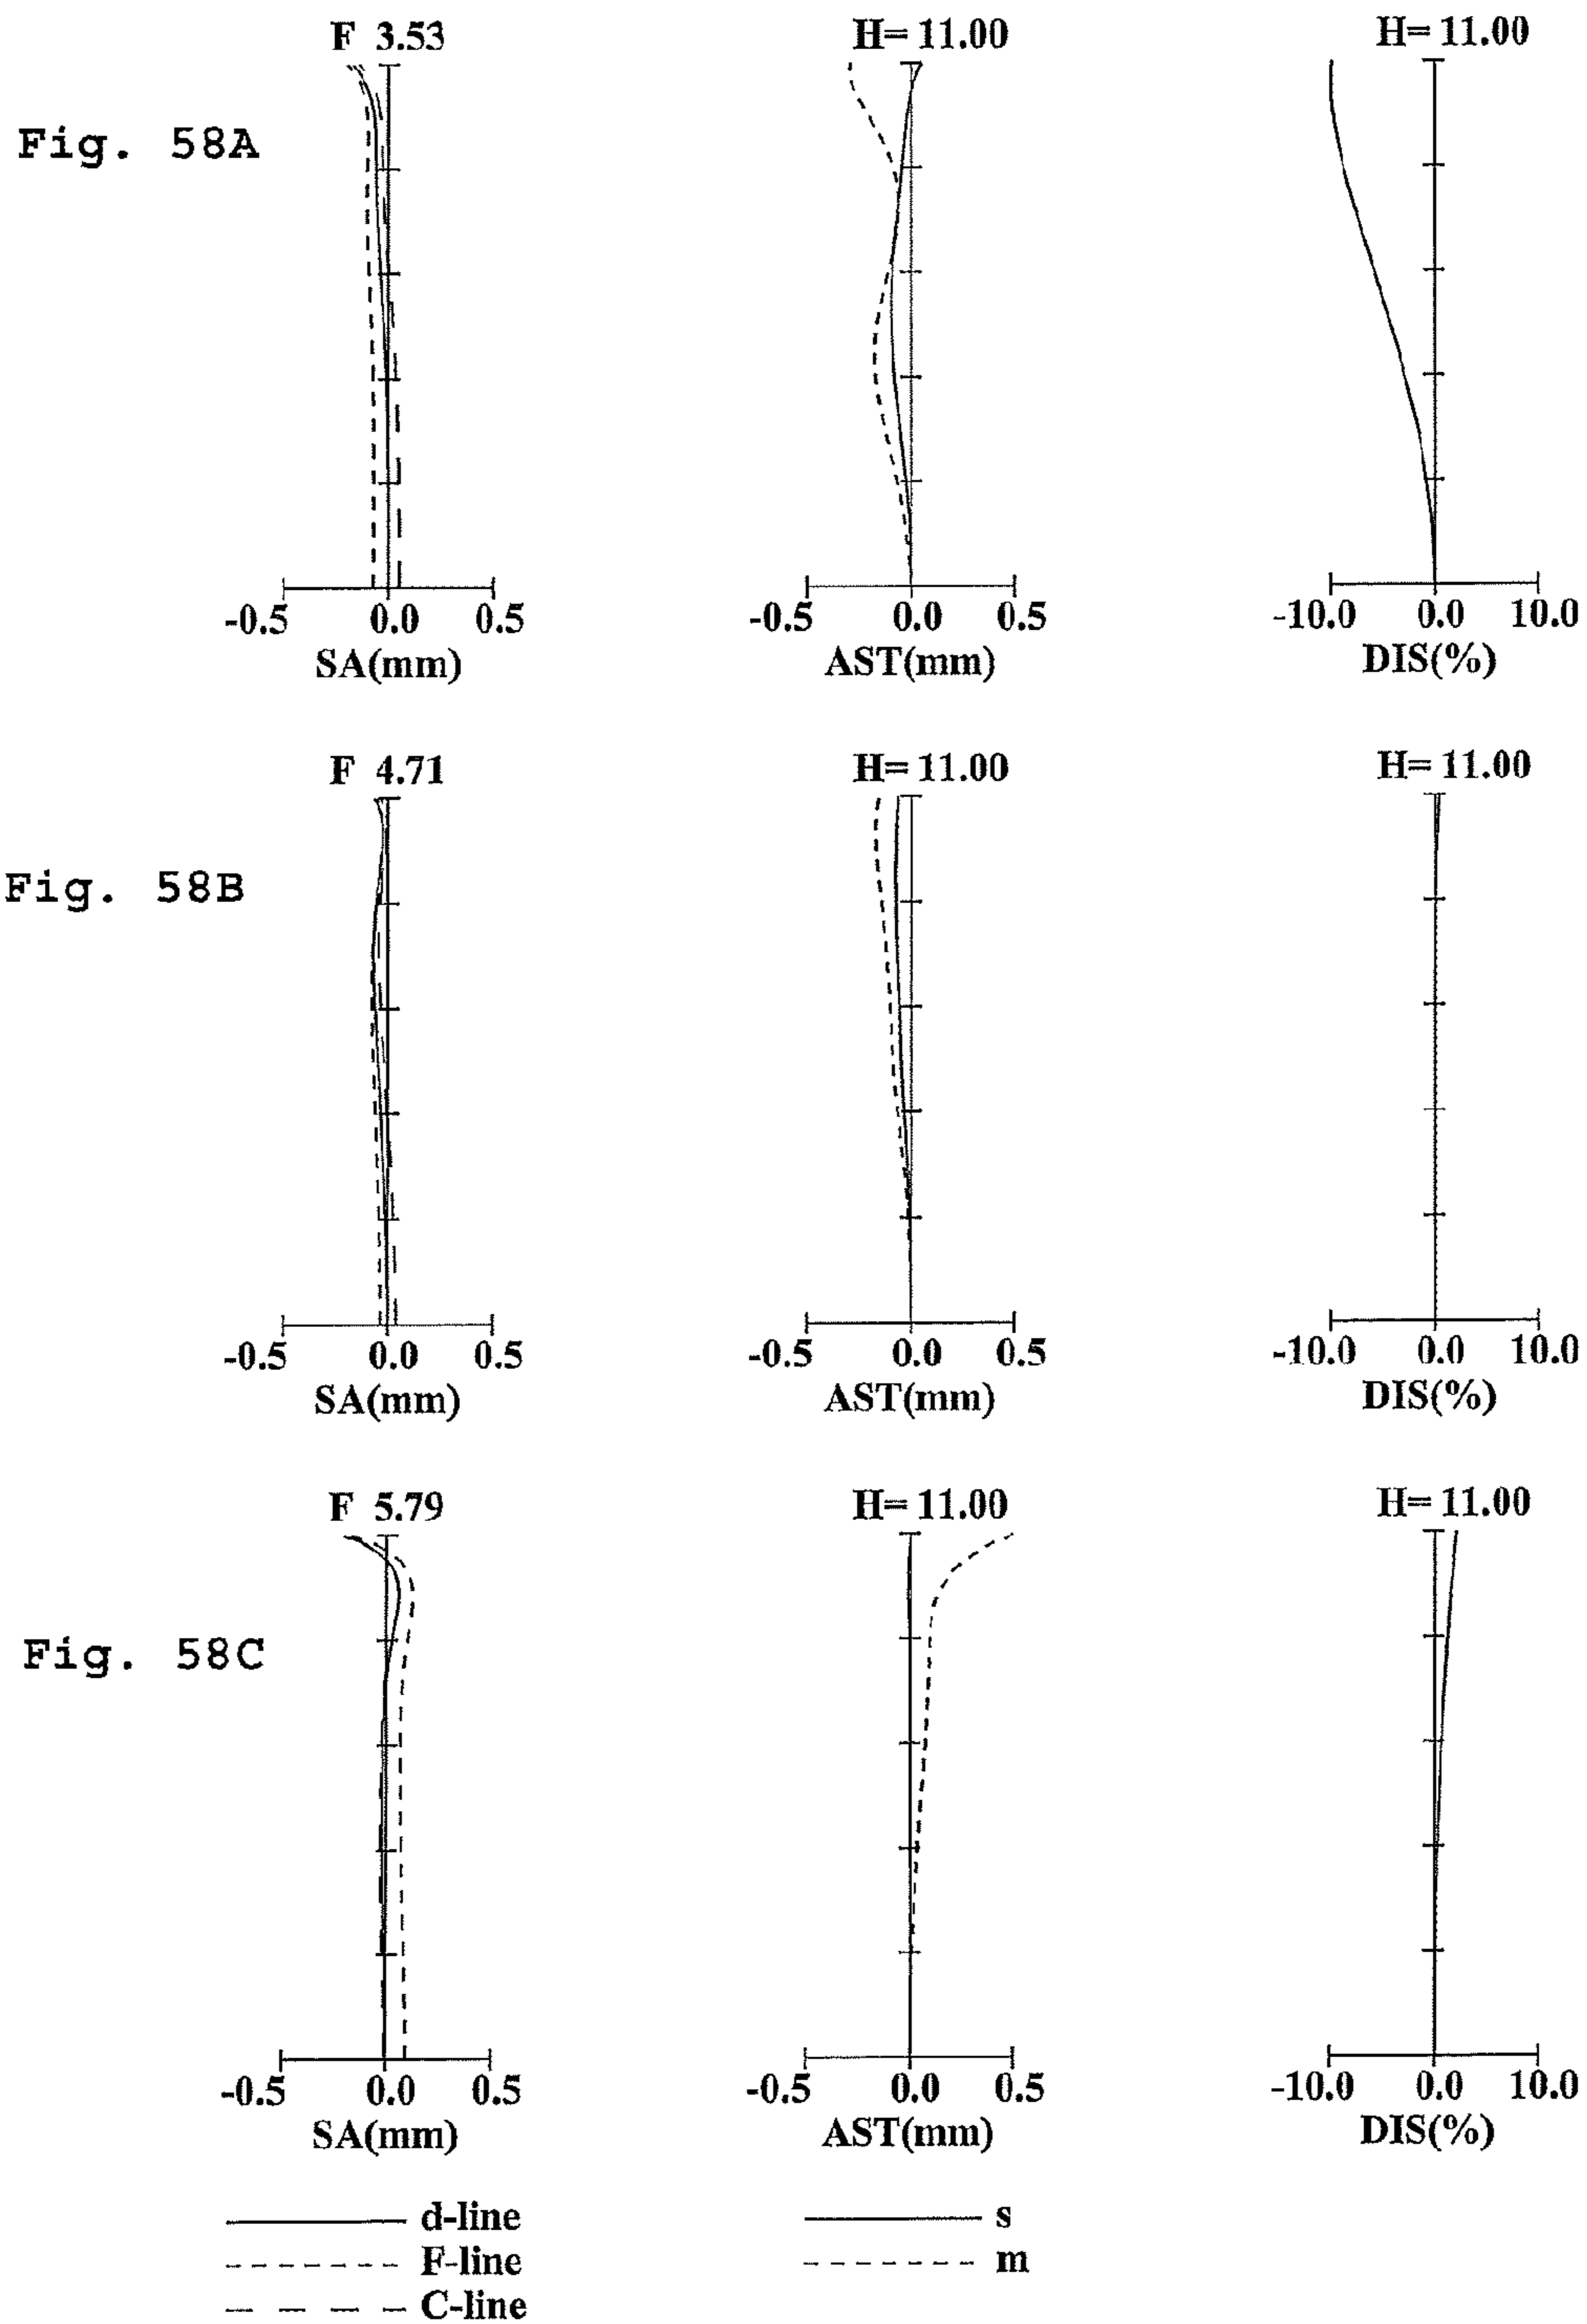 F 3.53
H= 11.00
H= 11.00
Fig. 58A
-0.5 0.0 0.5
-0.5 0.0 0.5
-10.0 0.0 10.0
SA(mm)
AST(mm)
DIS(%)
F 4.71
H= 11.00
H= 11.00
Fig. 58B
-0.5 0.0 0.5
-0.5 0.0 0.5
-10.0 0.0 10.0
SA(mm)
AST(mm)
DIS(%)
F 5.79
H= 11.00
H= 11.00
Fig. 58C
-0.5 0.0 0.5
-0.5 0.0 0.5
-10.0 0.0 10.0
SA(mm)
AST(mm)
DIS(%)
d-line
F-line
C-line
s
m